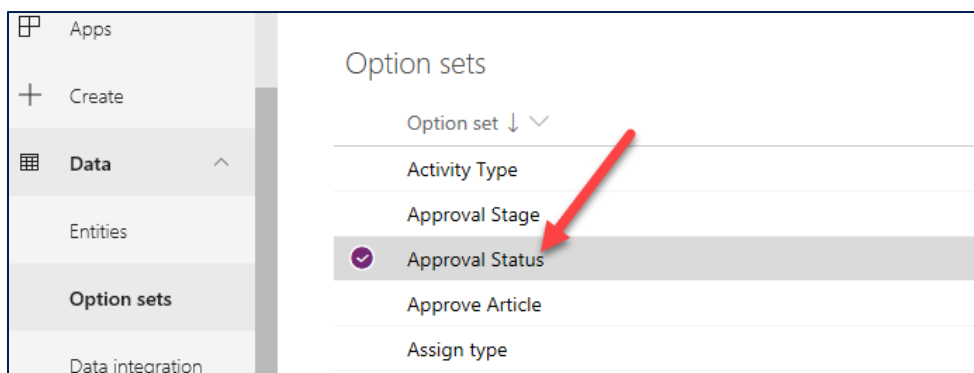 Apps
Create
Data
Entities
Option sets
Data integration
Option sets
Option set
Activity Type
Approval Stage
Approval Status
Approve Article
Assign type